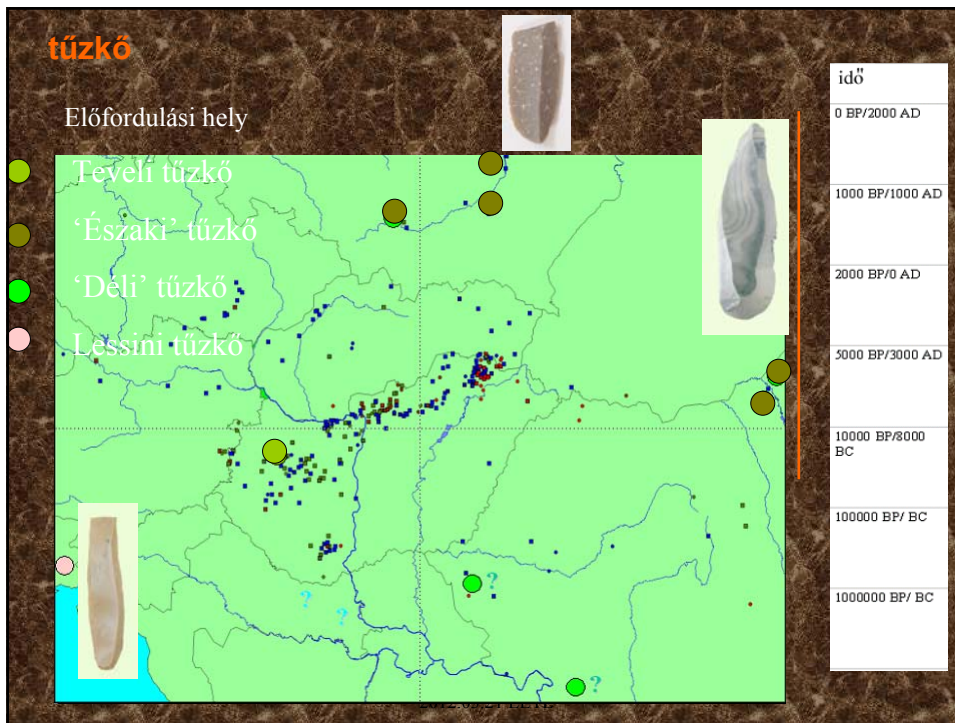 tűzkő
Előfordulási hely
Teveli tűzkő
‘Északi’ tűzkő
‘Déli’ tűzkő
Lessini tűzkő
?
?
?
?
idő
0 BP/2000 AD
1000 BP/1000 AD
2000 BP/0 AD
5000 BP/3000 AD
10000 BP/8000
BC
100000 BP/ BC
1000000 BP/ BC